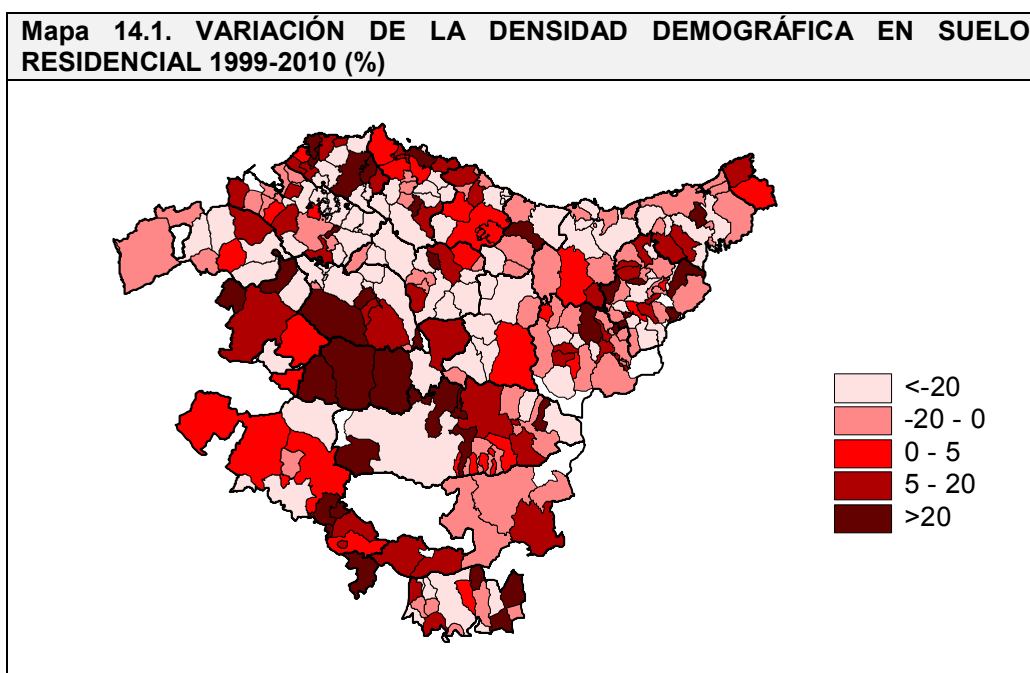 Mapa 14.1. VARIACIÓN DE LA DENSIDAD DEMOGRÁFICA EN SUELO
RESIDENCIAL 1999-2010 (%)
<-20
-20 - 0
0 - 5
5 - 20
>20